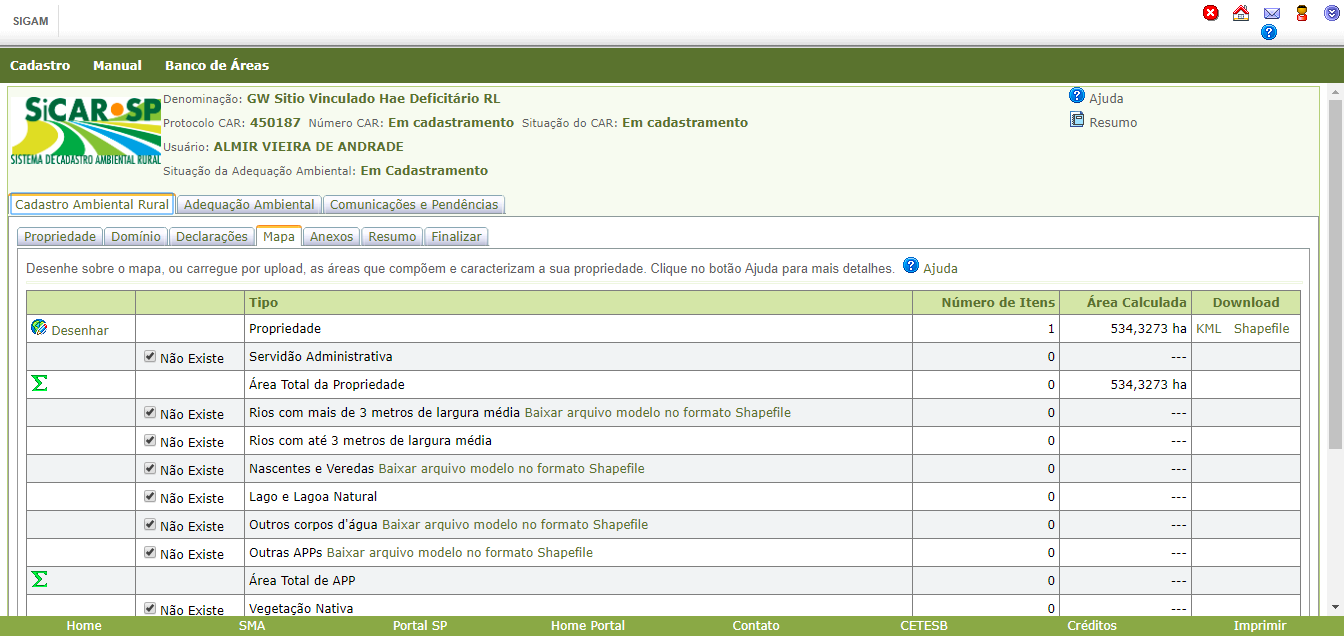 SIGAM
Cadastro Manual Banco de Áreas
SiCAR.SP
SISTEMA DE CADASTRO AMBIENTAL RURAL
Denominação: GW Sitio Vinculado Hae Deficitário RL
Protocolo CAR: 450187 Número CAR: Em cadastramento Situação do CAR: Em cadastramento
Usuário: ALMIR VIEIRA DE ANDRADE
Situação da Adequação Ambiental: Em Cadastramento
Ajuda
Resumo
Cadastro Ambiental Rural Adequação Ambiental Comunicações e Pendências
Propriedade Domínio Declarações Mapa Anexos Resumo Finalizar
Desenhe sobre o mapa, ou carregue por upload, as áreas que compõem e caracterizam a sua propriedade. Clique no botão Ajuda para mais detalhes. Ajuda
Tipo Número de Itens Área Calculada Download
Desenhar Propriedade 1 534,3273 ha KML Shapefile
Não Existe Servidão Administrativa 0 ---
Σ Área Total da Propriedade 0 534,3273 ha
Não Existe Rios com mais de 3 metros de largura média Baixar arquivo modelo no formato Shapefile 0 ---
Não Existe Rios com até 3 metros de largura média 0 ---
Não Existe Nascentes e Veredas Baixar arquivo modelo no formato Shapefile 0 ---
Não Existe Lago e Lagoa Natural 0 ---
Não Existe Outros corpos d'água Baixar arquivo modelo no formato Shapefile 0 ---
Não Existe Outras APPs Baixar arquivo modelo no formato Shapefile 0 ---
Σ Área Total de APP 0 ---
Não Existe Vegetação Nativa 0 ---
Home SMA Portal SP Home Portal Contato CETESB Créditos Imprimir